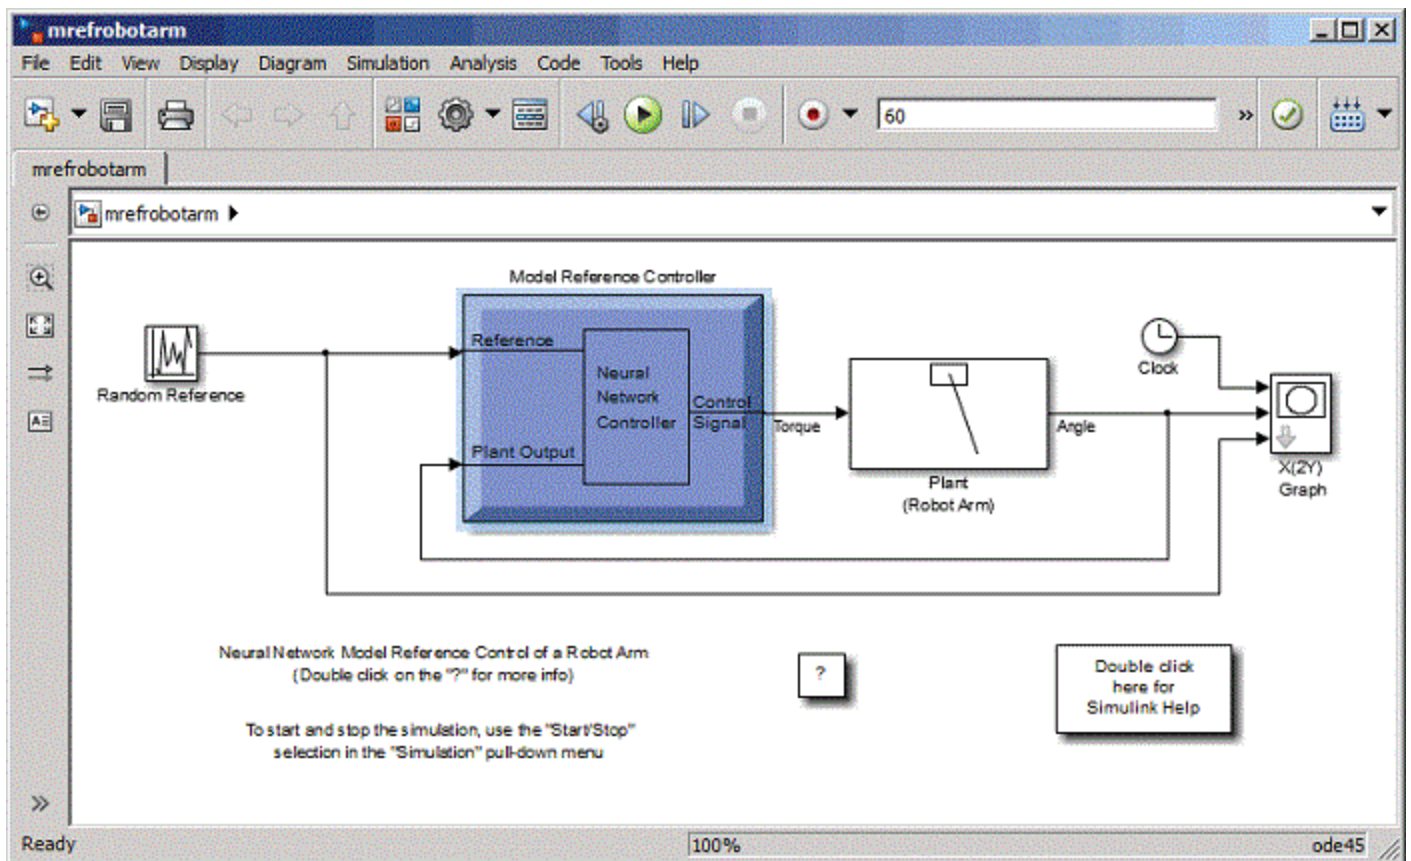 mrefrobotarm
File Edit View Display Diagram Simulation Analysis Code Tools Help
60
mrefrobotarm
mrefrobotarm
Model Reference Controller
Random Reference
Reference
Neural
Network
Controller
Plant Output
Control
Signal
Torque
Plant
(Robot Arm)
Angle
Clock
X(2Y)
Graph
Neural Network Model Reference Control of a Robot Arm
(Double click on the "?" for more info)
To start and stop the simulation, use the "Start/Stop"
selection in the "Simulation" pull-down menu
?
Double click
here for
Simulink Help
Ready
100%
ode45